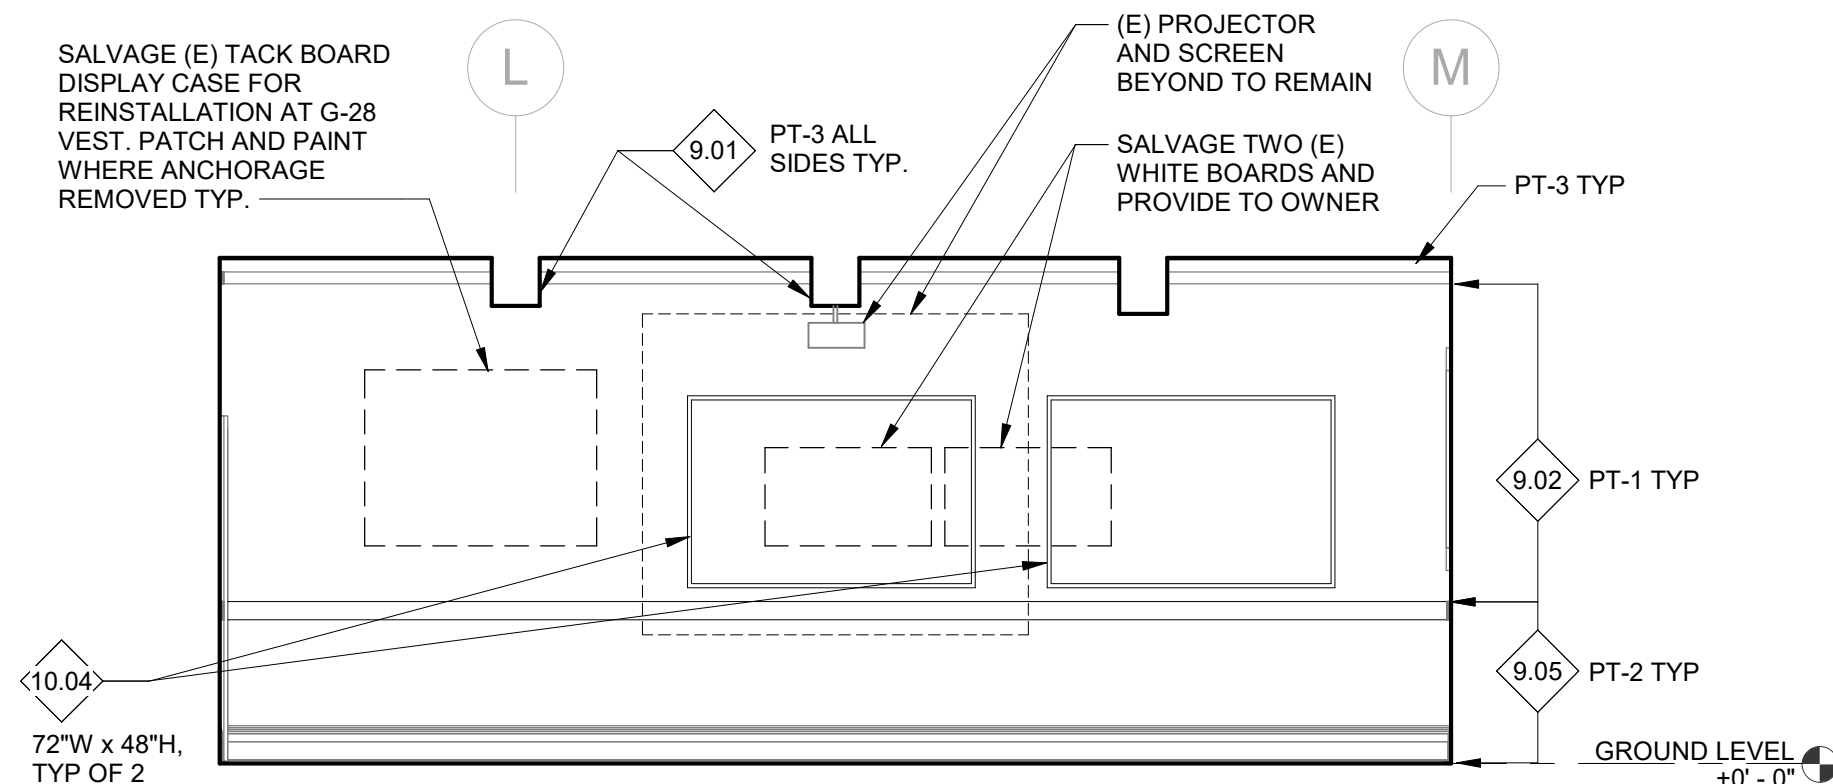 SALVAGE (E) TACK BOARD
DISPLAY CASE FOR
REINSTALLATION AT G-28
VEST. PATCH AND PAINT
WHERE ANCHORAGE
REMOVED TYP.
L
9.01
PT-3 ALL
SIDES TYP.
(E) PROJECTOR
AND SCREEN
BEYOND TO REMAIN
M
SALVAGE TWO (E)
WHITE BOARDS AND
PROVIDE TO OWNER
PT-3 TYP
9.02
PT-1 TYP
9.05
PT-2 TYP
10.04
72"W x 48"H,
TYP OF 2
GROUND LEVEL
±0' - 0"